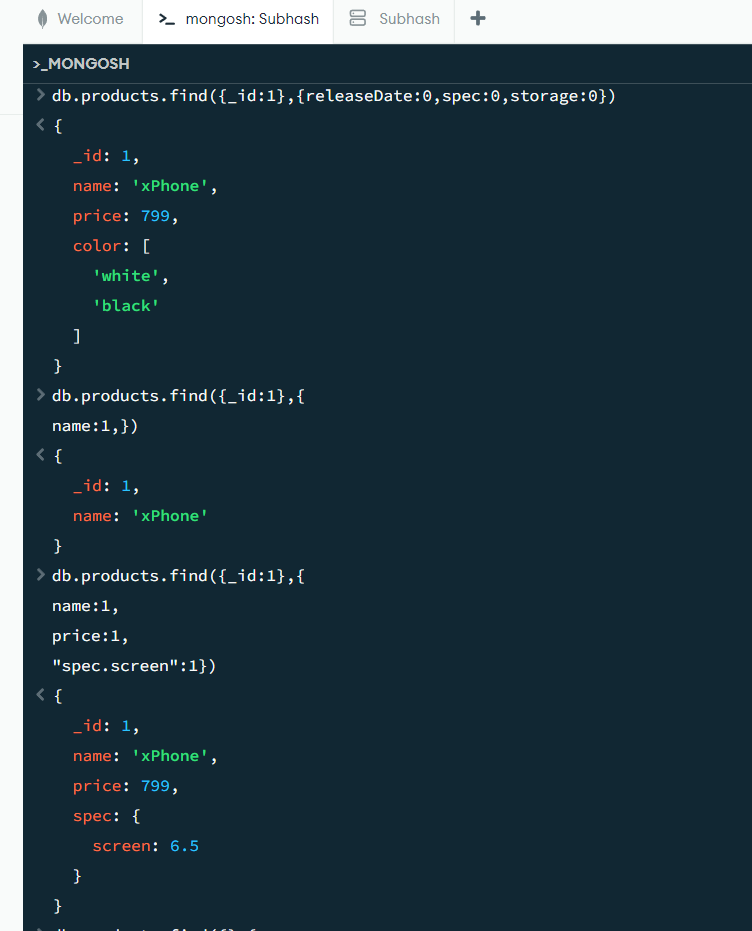 Welcome
>_ mongosh: Subhash
Subhash
>_MONGOSH
> db.products.find({_id:1},{releaseDate:0,spec:0,storage:0})
< {
_id: 1,
name: 'xPhone',
price: 799,
color: [
'white',
'black'
]
}
> db.products.find({_id:1},{
name:1,})
< {
_id: 1,
name: 'xPhone'
}
> db.products.find({_id:1},{
name:1,
price:1,
"spec.screen":1})
< {
_id: 1,
name: 'xPhone',
price: 799,
spec: {
screen: 6.5
}
}